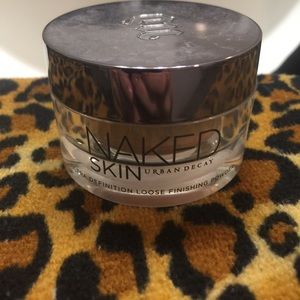 NAKED
SKIN URBAN DECAY
DEFINITION LOOSE FINISHING